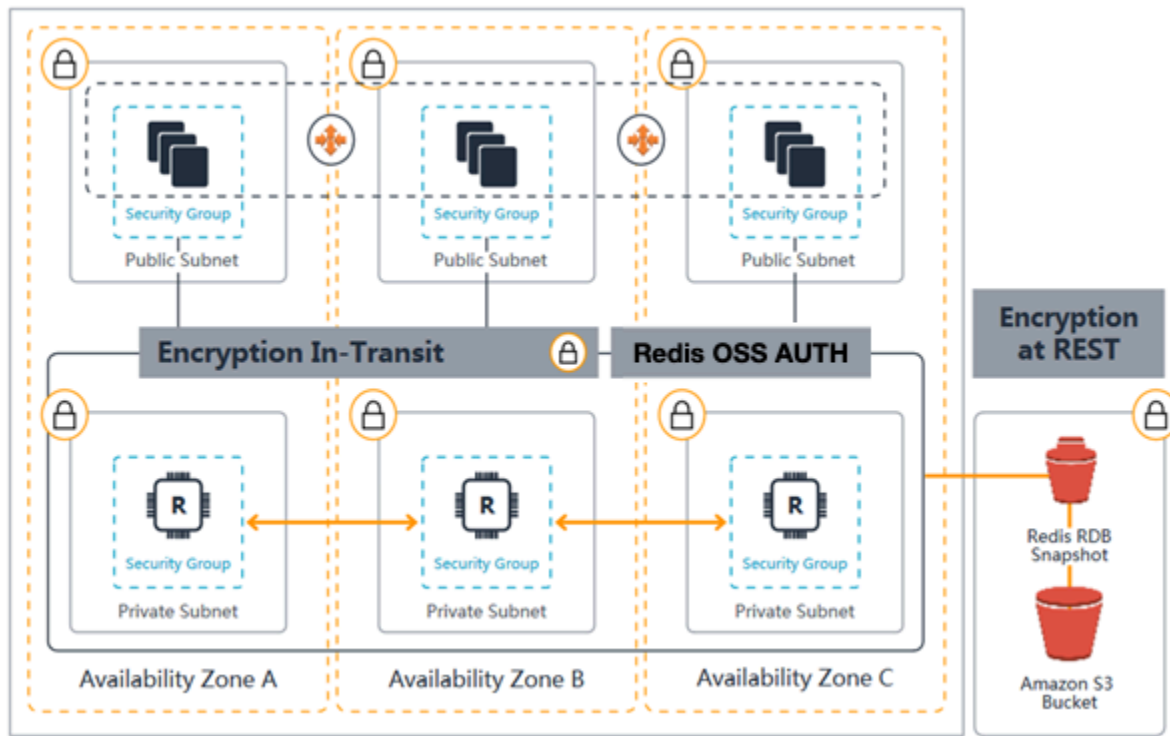 Security Group
Security Group
Security Group
Public Subnet
Public Subnet
Public Subnet
Encryption In-Transit
Redis OSS AUTH
Encryption
at REST
R
R
R
Security Group
Security Group
Security Group
Private Subnet
Private Subnet
Private Subnet
Availability Zone A
Availability Zone B
Availability Zone C
Redis RDB
Snapshot
Amazon S3
Bucket